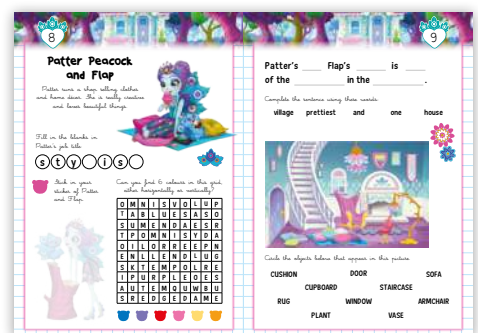 8
Patter Peacock
and Flap
Patter runs a shop selling clothes
and home décor. She is really creative
and loves beautiful things.
Fill in the blanks in
Patter's job title.
s t y _ i s _
Stick in your
sticker of Patter
and Flap.
Can you find 6 colours in this grid,
either horizontally or vertically?
O M N I S V O L U P
T A B L U E S A S O
S U M E N D A E S R
T P O M N I S Y D A
O I L O R R E E P N
E N L L E N D L U G
S K T E M P O L R E
I P U R P L E O E S
A U T E M Q U W B U
S R E D G E D A M E
9
Patter's ____ Flap's ______ is ____
of the ________ in the __________ .
Complete the sentence using these words.
village prettiest and one house
Circle the objects below that appear in this picture.
CUSHION DOOR SOFA
CUPBOARD STAIRCASE
RUG WINDOW ARMCHAIR
PLANT VASE